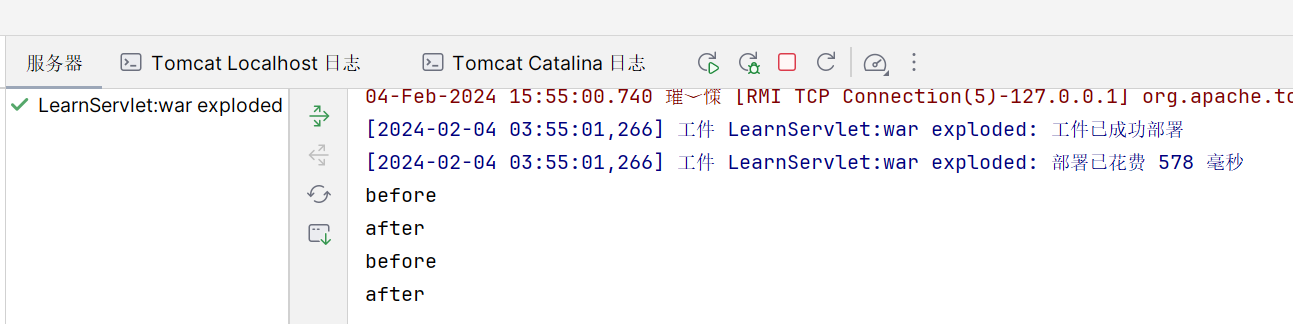 服务器 Tomcat Localhost 日志 Tomcat Catalina 日志
LearnServlet:war exploded
04-Feb-2024 15:55:00.740 [RMI TCP Connection(5)-127.0.0.1] org.apache.to
[2024-02-04 03:55:01,266] 工件 LearnServlet:war exploded: 工件已成功部署
[2024-02-04 03:55:01,266] 工件 LearnServlet:war exploded: 部署已花费 578 毫秒
before
after
before
after